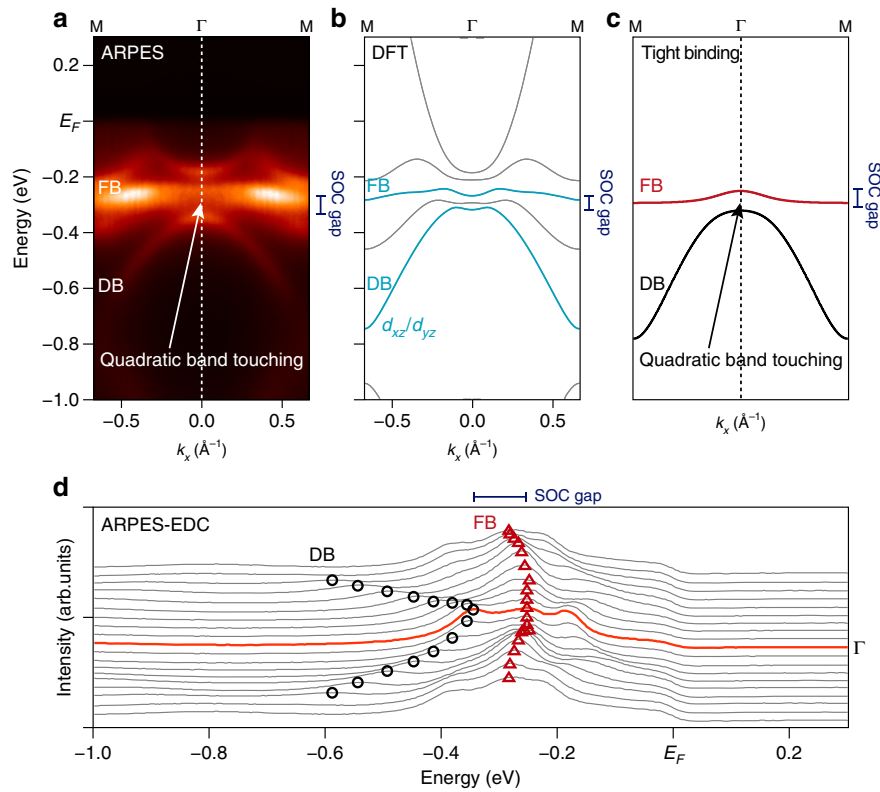 a
b
c
M Γ M
M Γ M
M Γ M
ARPES
DFT
Tight binding
Energy (eV)
0.2
E_F
−0.2
−0.4
−0.6
−0.8
−1.0
FB
DB
Quadratic band touching
SOC gap
FB
DB
d_xz/d_yz
SOC gap
FB
DB
Quadratic band touching
SOC gap
−0.5 0.0 0.5
k_x (Å⁻¹)
−0.5 0.0 0.5
k_x (Å⁻¹)
k_x (Å⁻¹)
d
SOC gap
ARPES-EDC
FB
DB
Intensity (arb.units)
Γ
−1.0 −0.8 −0.6 −0.4 −0.2 E_F 0.2
Energy (eV)